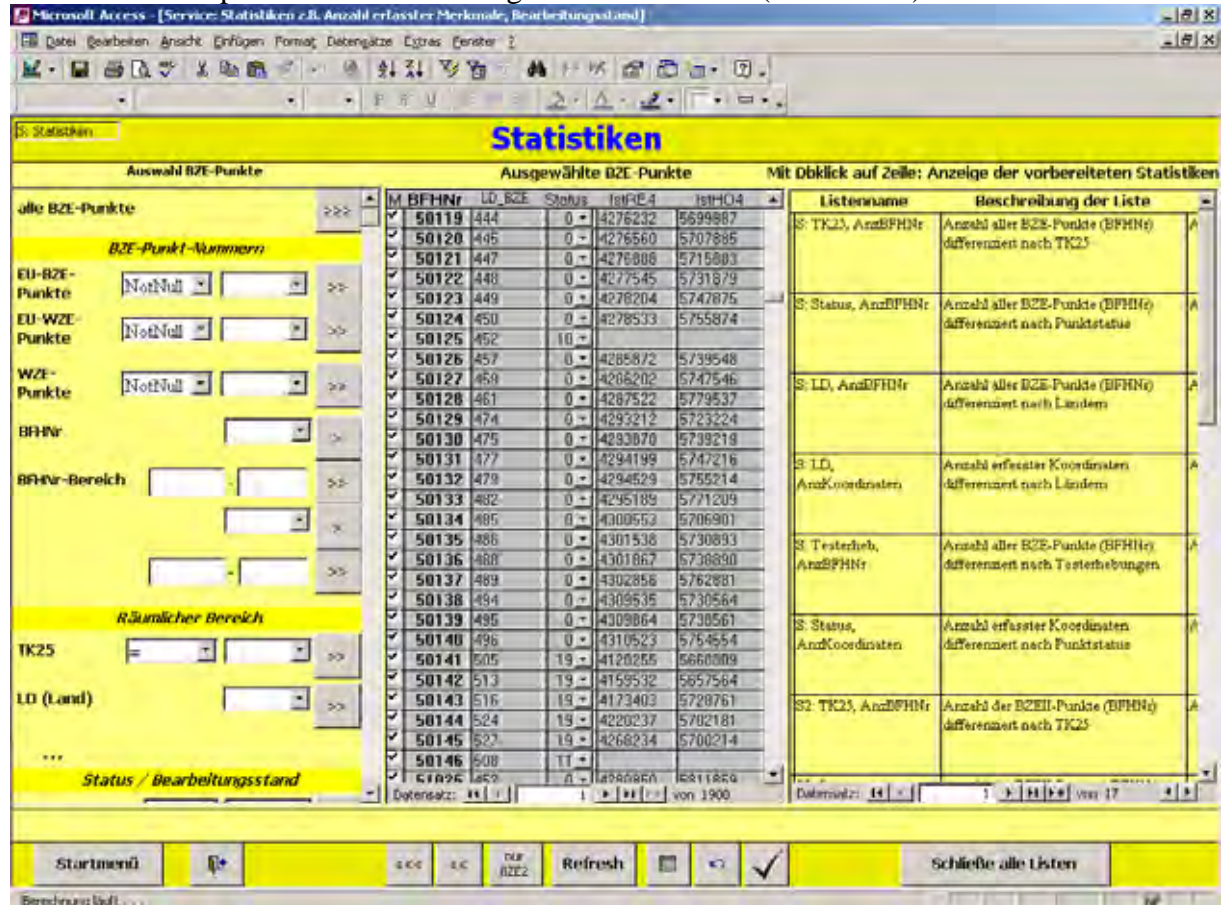 Microsoft Access - [Service: Statistiken z.B. Anzahl erfasster Merkmale, Bearbeitungsstand]
Datei Bearbeiten Ansicht Einfügen Format Datensätze Extras Fenster ?
S: Statistiken
Statistiken
Auswahl BZE-Punkte
Ausgewählte BZE-Punkte
Mit Dbklick auf Zeile: Anzeige der vorbereiteten Statistiken
alle BZE-Punkte >>>
BZE-Punkt-Nummern
EU-BZE-
Punkte NotNull >>
EU-WZE-
Punkte NotNull >>
WZE-
Punkte NotNull >>
BFHNr >
BFHNr-Bereich - >>
>
- >>
Räumlicher Bereich
TK25 = >>
LD (Land) >>
...
Status / Bearbeitungsstand
M BFHNr LD_BZE Status IstRE4 IstHO4
50119 444 0 4276232 5699887
50120 445 0 4276560 5707885
50121 447 0 4276888 5715883
50122 448 0 4277545 5731879
50123 449 0 4278204 5747875
50124 450 0 4278533 5755874
50125 452 10
50126 457 0 4285872 5739548
50127 459 0 4286202 5747546
50128 461 0 4287522 5779537
50129 474 0 4293212 5723224
50130 475 0 4293870 5739219
50131 477 0 4294199 5747216
50132 479 0 4294529 5755214
50133 482 0 4295189 5771209
50134 485 0 4300553 5706901
50135 486 0 4301538 5730893
50136 488 0 4301867 5738890
50137 489 0 4302856 5762881
50138 494 0 4309535 5730564
50139 495 0 4309864 5738561
50140 496 0 4310523 5754554
50141 505 19 4120255
50142 513 19 4159532 5657564
50143 516 19 4173403 5728761
50144 524 19 4220237 5702181
50145 527 19 4268234 5700214
50146 508 11
51026 452 0
Datensatz: 1 von 1900
Listenname Beschreibung der Liste
S: TK25, AnzBFHNr Anzahl aller BZE-Punkte (BFHNr) A
differenziert nach TK25
S: Status, AnzBFHNr Anzahl aller BZE-Punkte (BFHNr) A
differenziert nach Punktstatus
S: LD, AnzBFHNr Anzahl aller BZE-Punkte (BFHNr) A
differenziert nach Ländern
S: LD, Anzahl erfasster Koordinaten A
AnzKoordinaten differenziert nach Ländern
S: Testerheb, Anzahl aller BZE-Punkte (BFHNr) A
AnzBFHNr differenziert nach Testerhebungen
S: Status, Anzahl erfasster Koordinaten A
AnzKoordinaten differenziert nach Punktstatus
S2: TK25, AnzBFHNr Anzahl der BZEII-Punkte (BFHNr) A
differenziert nach TK25
Datensatz: 1 von 17
Startmenü <<< << nur BZE2 Refresh Schließe alle Listen
Berechnung läuft . . .